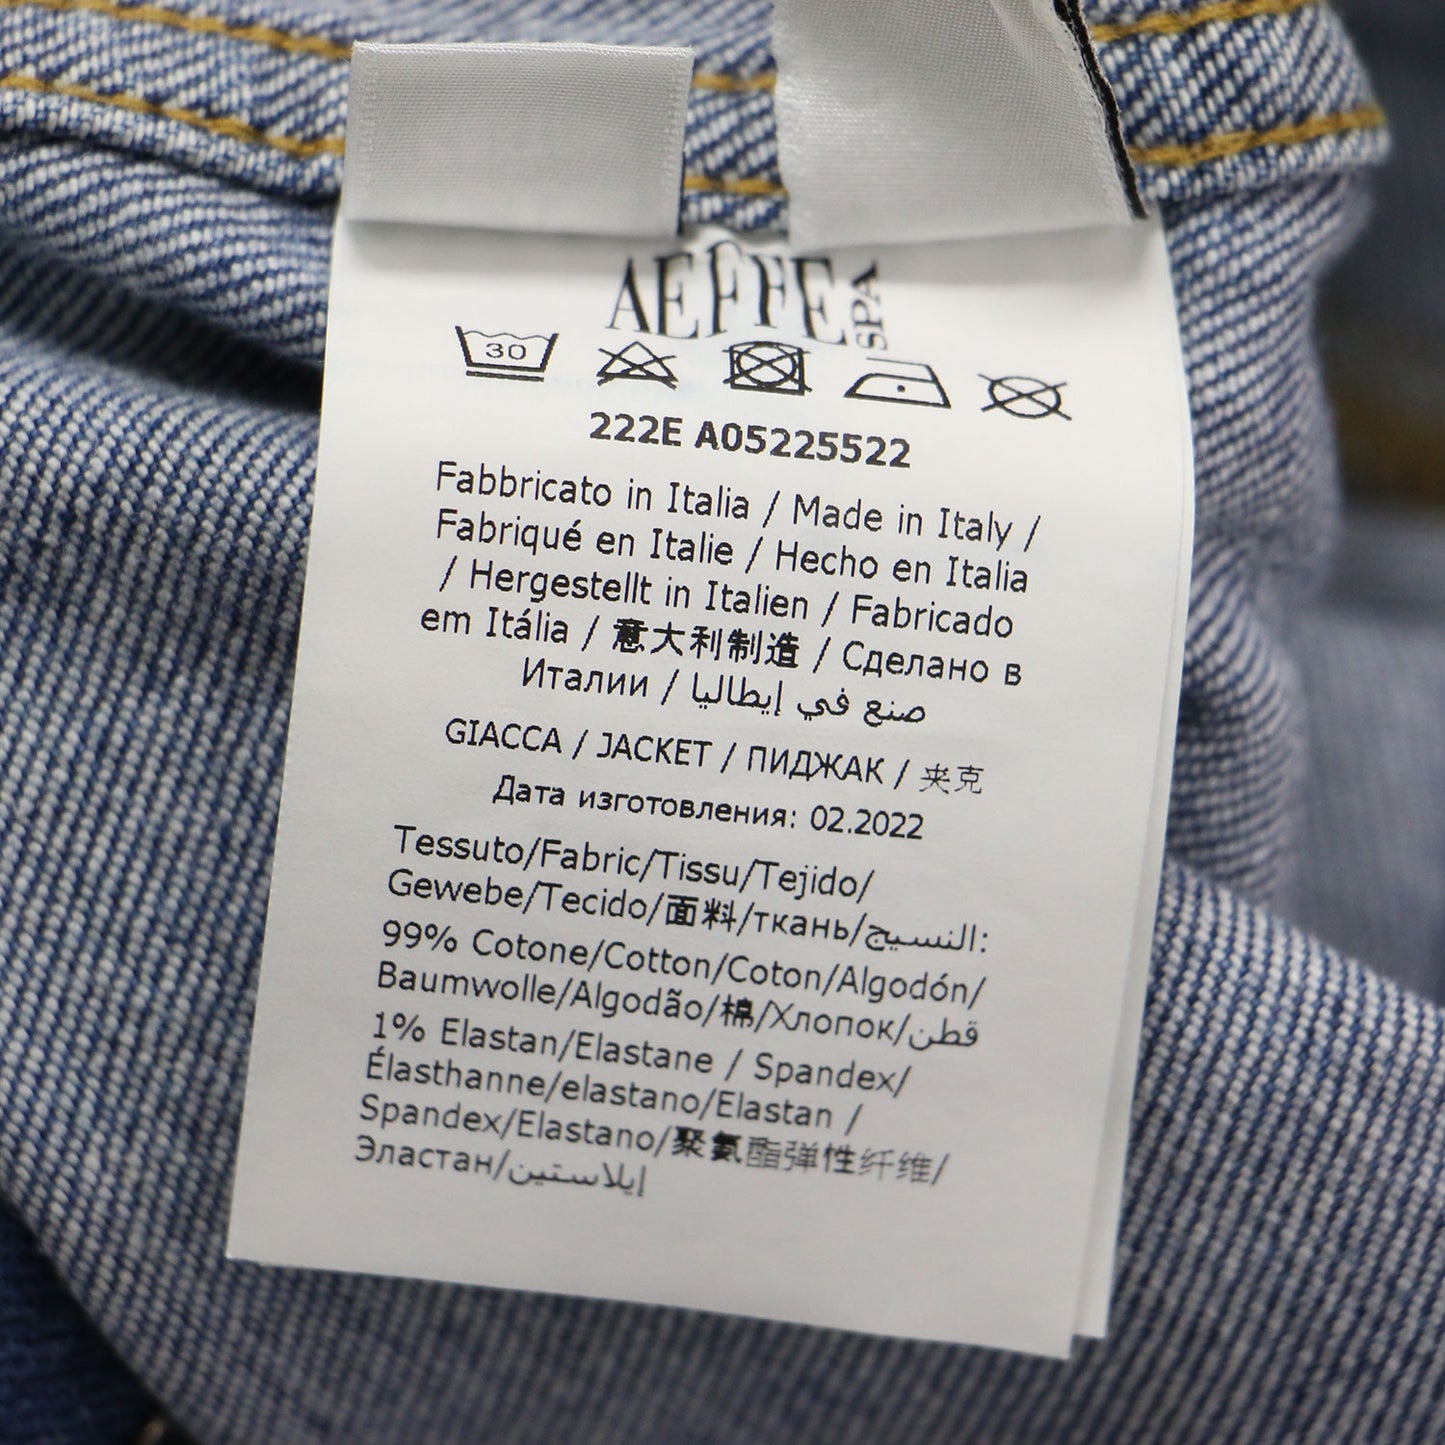 AEFFE SPA
30
222E A05225522
Fabbricato in Italia / Made in Italy /
Fabriqué en Italie / Hecho en Italia
/ Hergestellt in Italien / Fabricado
em Itália / 意大利制造 / Сделано в
Италии / صنع في إيطاليا
GIACCA / JACKET / ПИДЖАК / 夹克
Дата изготовления: 02.2022
Tessuto/Fabric/Tissu/Tejido/
Gewebe/Tecido/面料/ткань/النسيج:
99% Cotone/Cotton/Coton/Algodón/
Baumwolle/Algodão/棉/Хлопок/قطن
1% Elastan/Elastane / Spandex/
Élasthanne/elastano/Elastan /
Spandex/Elastano/聚氨酯弹性纤维/
Эластан/إيلاستين